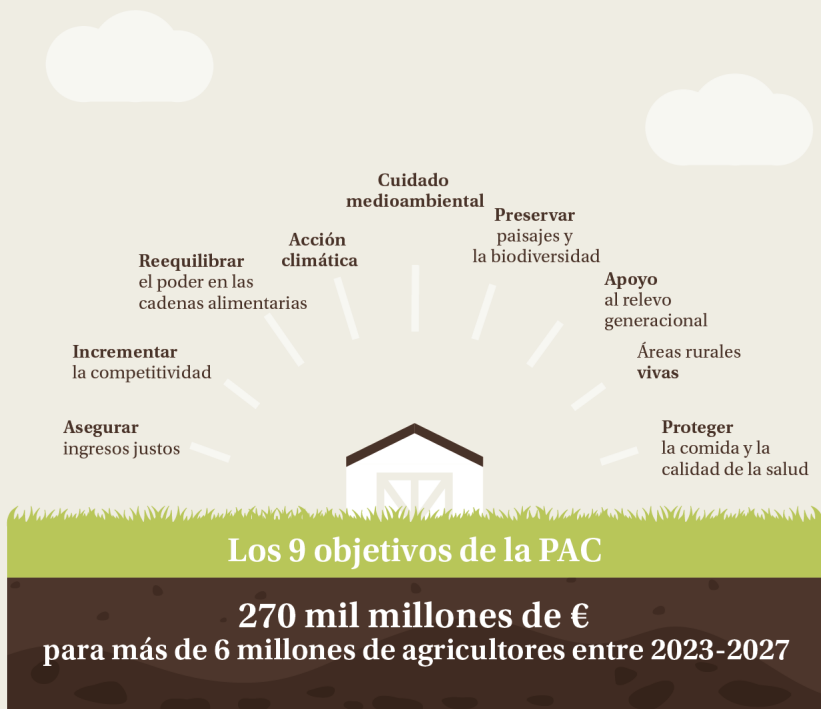 Asegurar
ingresos justos
Incrementar
la competitividad
Reequilibrar
el poder en las
cadenas alimentarias
Acción
climática
Cuidado
medioambiental
Preservar
paisajes y
la biodiversidad
Apoyo
al relevo
generacional
Áreas rurales
vivas
Proteger
la comida y la
calidad de la salud
Los 9 objetivos de la PAC
270 mil millones de €
para más de 6 millones de agricultores entre 2023-2027